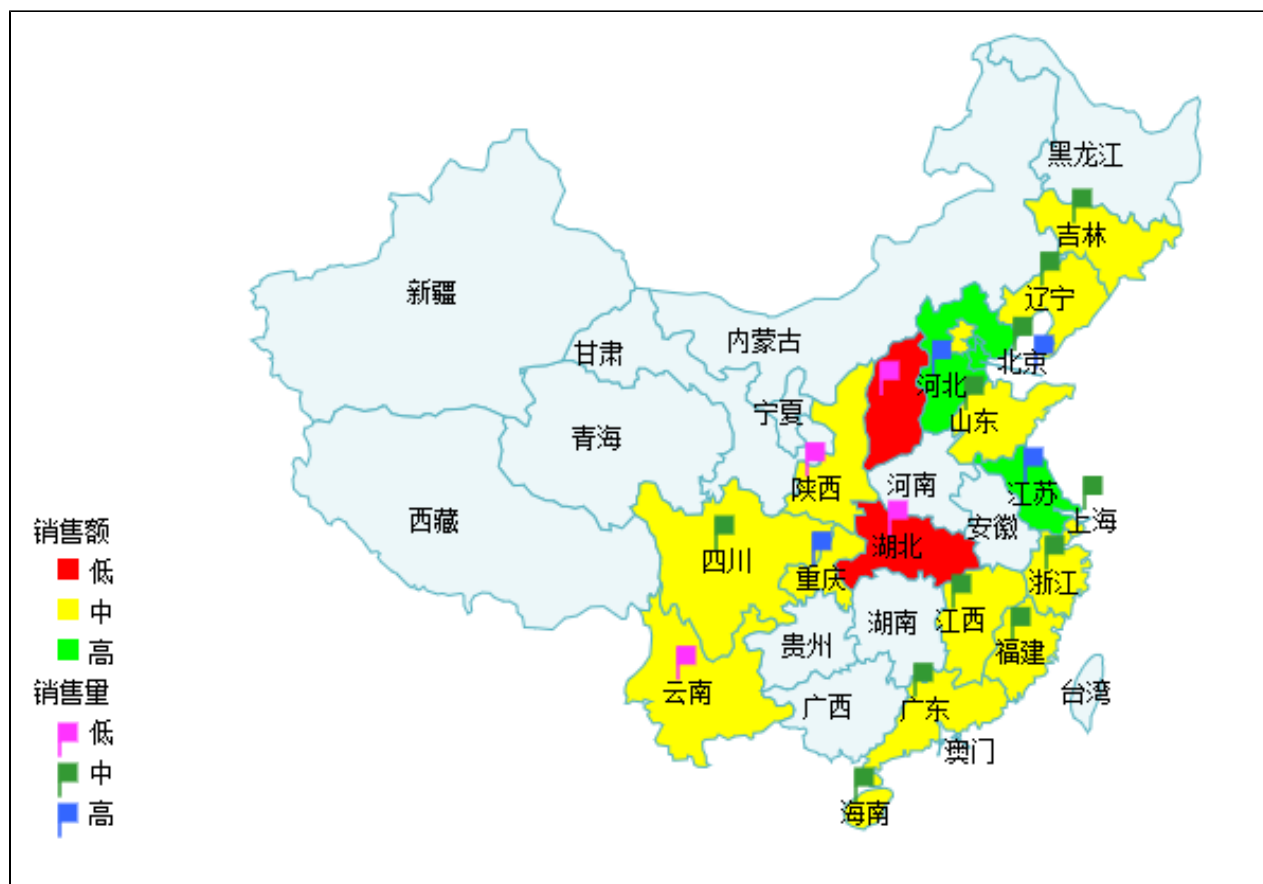 黑龙江
吉林
辽宁
新疆
内蒙古
甘肃
北京
河北
宁夏
山东
青海
河南
陕西
江苏
西藏
上海
安徽
湖北
四川
重庆
浙江
江西
湖南
贵州
福建
云南
广西
广东
台湾
澳门
海南
销售额
低
中
高
销售量
低
中
高